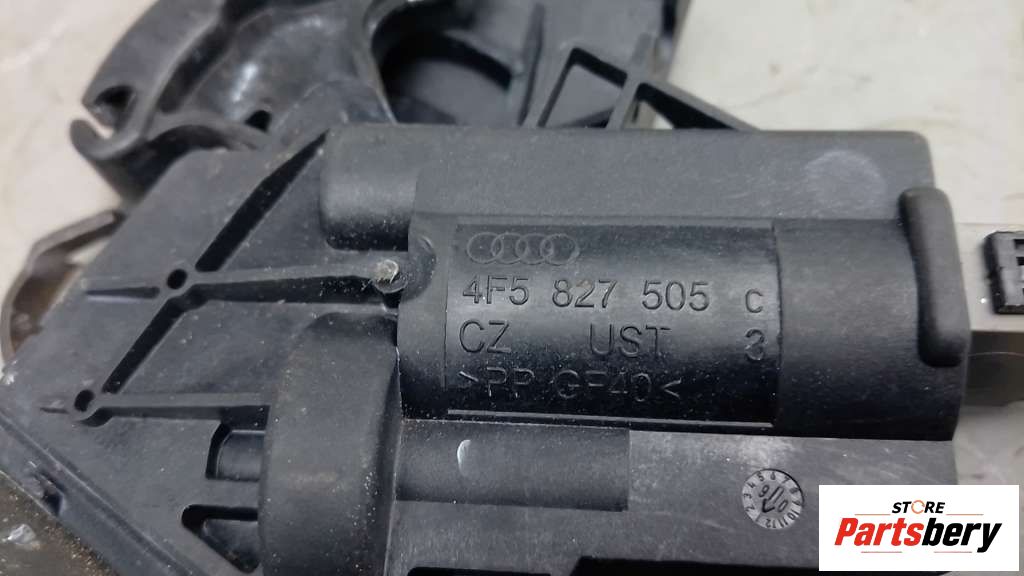 4F5 827 505 C
CZ UST 3
>PP GF40<
STORE
Partsbery